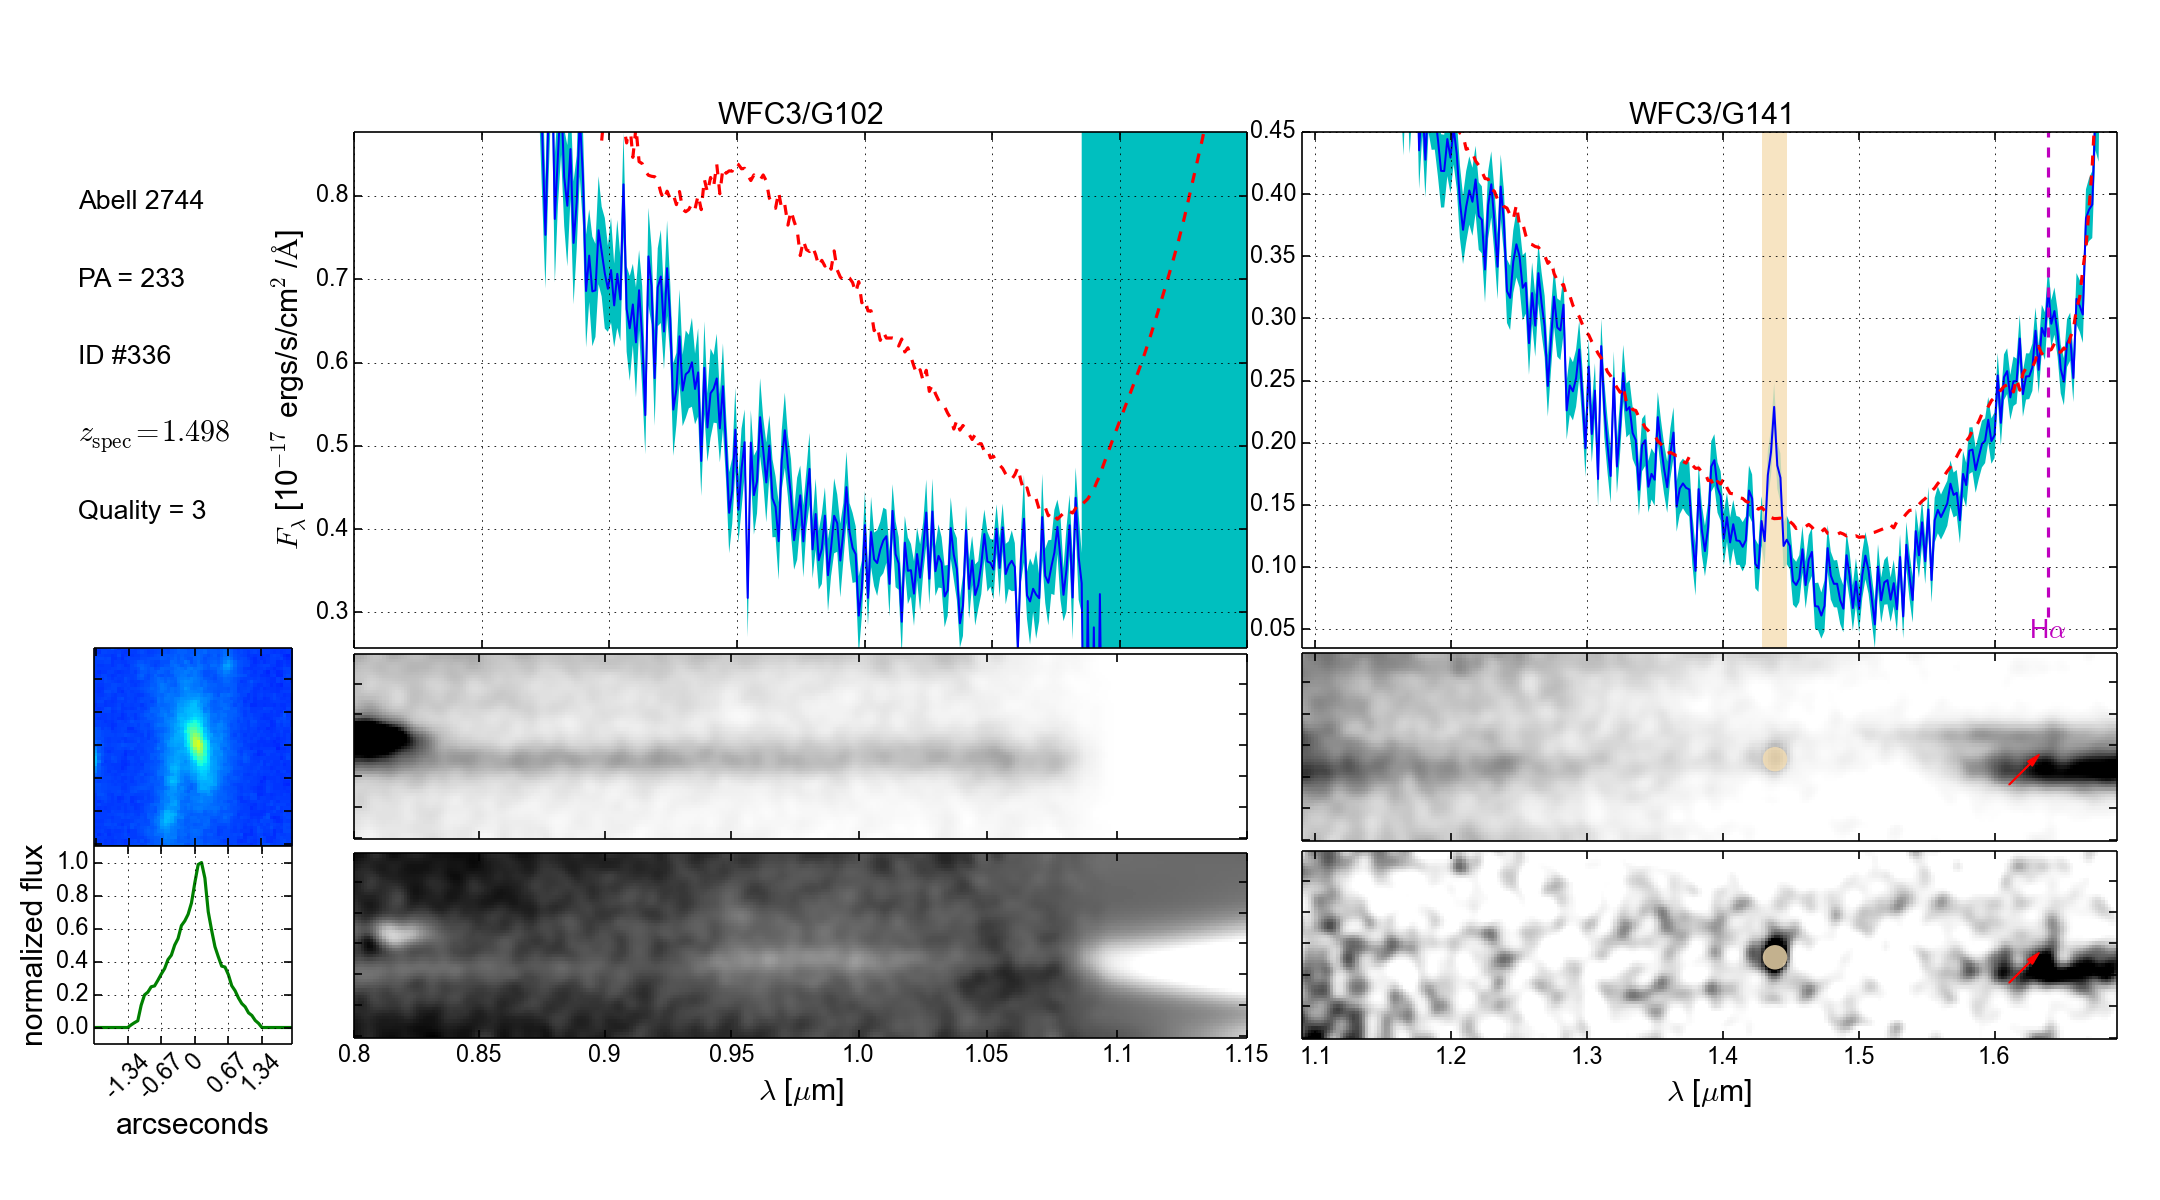 WFC3/G102
WFC3/G141
Abell 2744
PA = 233
ID #336
z_spec = 1.498
Quality = 3
F_λ [10^−17 ergs/s/cm^2 /Å]
0.8
0.7
0.6
0.5
0.4
0.3
0.45
0.40
0.35
0.30
0.25
0.20
0.15
0.10
0.05
Hα
normalized flux
1.0
0.8
0.6
0.4
0.2
0.0
-1.34 -0.67 0 0.67 1.34
arcseconds
0.8 0.85 0.9 0.95 1.0 1.05 1.1 1.15
λ [μm]
1.1 1.2 1.3 1.4 1.5 1.6
λ [μm]